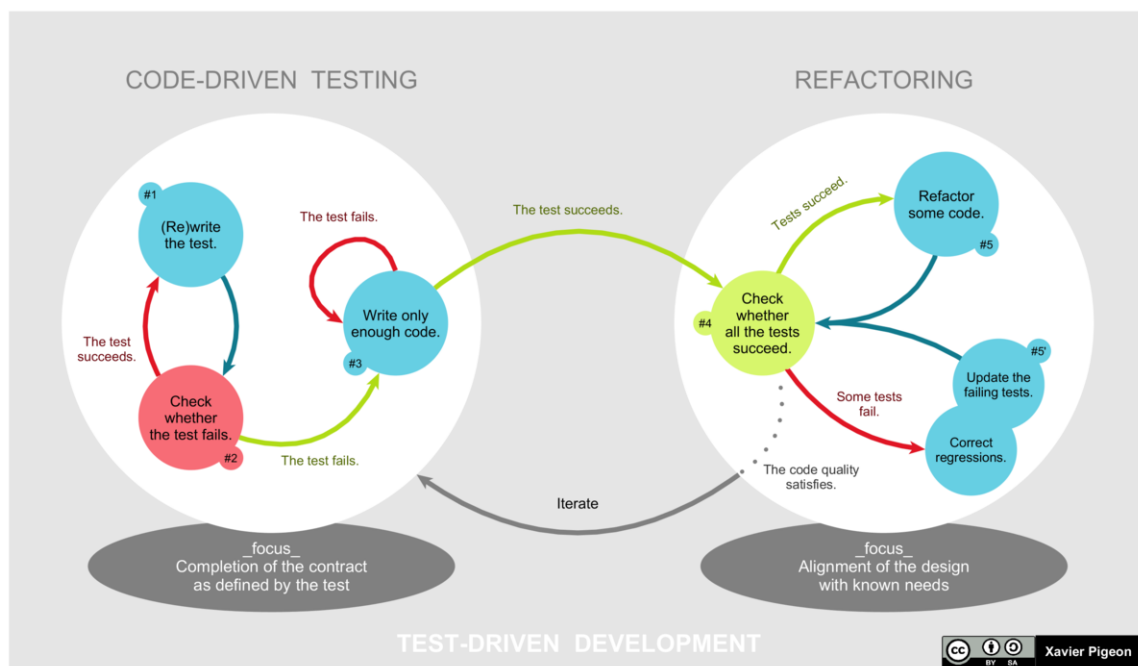 CODE-DRIVEN TESTING
REFACTORING
#1
(Re)write
the test.
The test
succeeds.
Check
whether
the test fails.
#2
The test fails.
The test fails.
Write only
enough code.
#3
The test succeeds.
Tests succeed.
Refactor
some code.
#5
#4
Check
whether
all the tests
succeed.
#5'
Update the
failing tests.
Some tests
fail.
Correct
regressions.
The code quality
satisfies.
Iterate
_focus_
Completion of the contract
as defined by the test
_focus_
Alignment of the design
with known needs
TEST-DRIVEN DEVELOPMENT
cc
BY SA
Xavier Pigeon